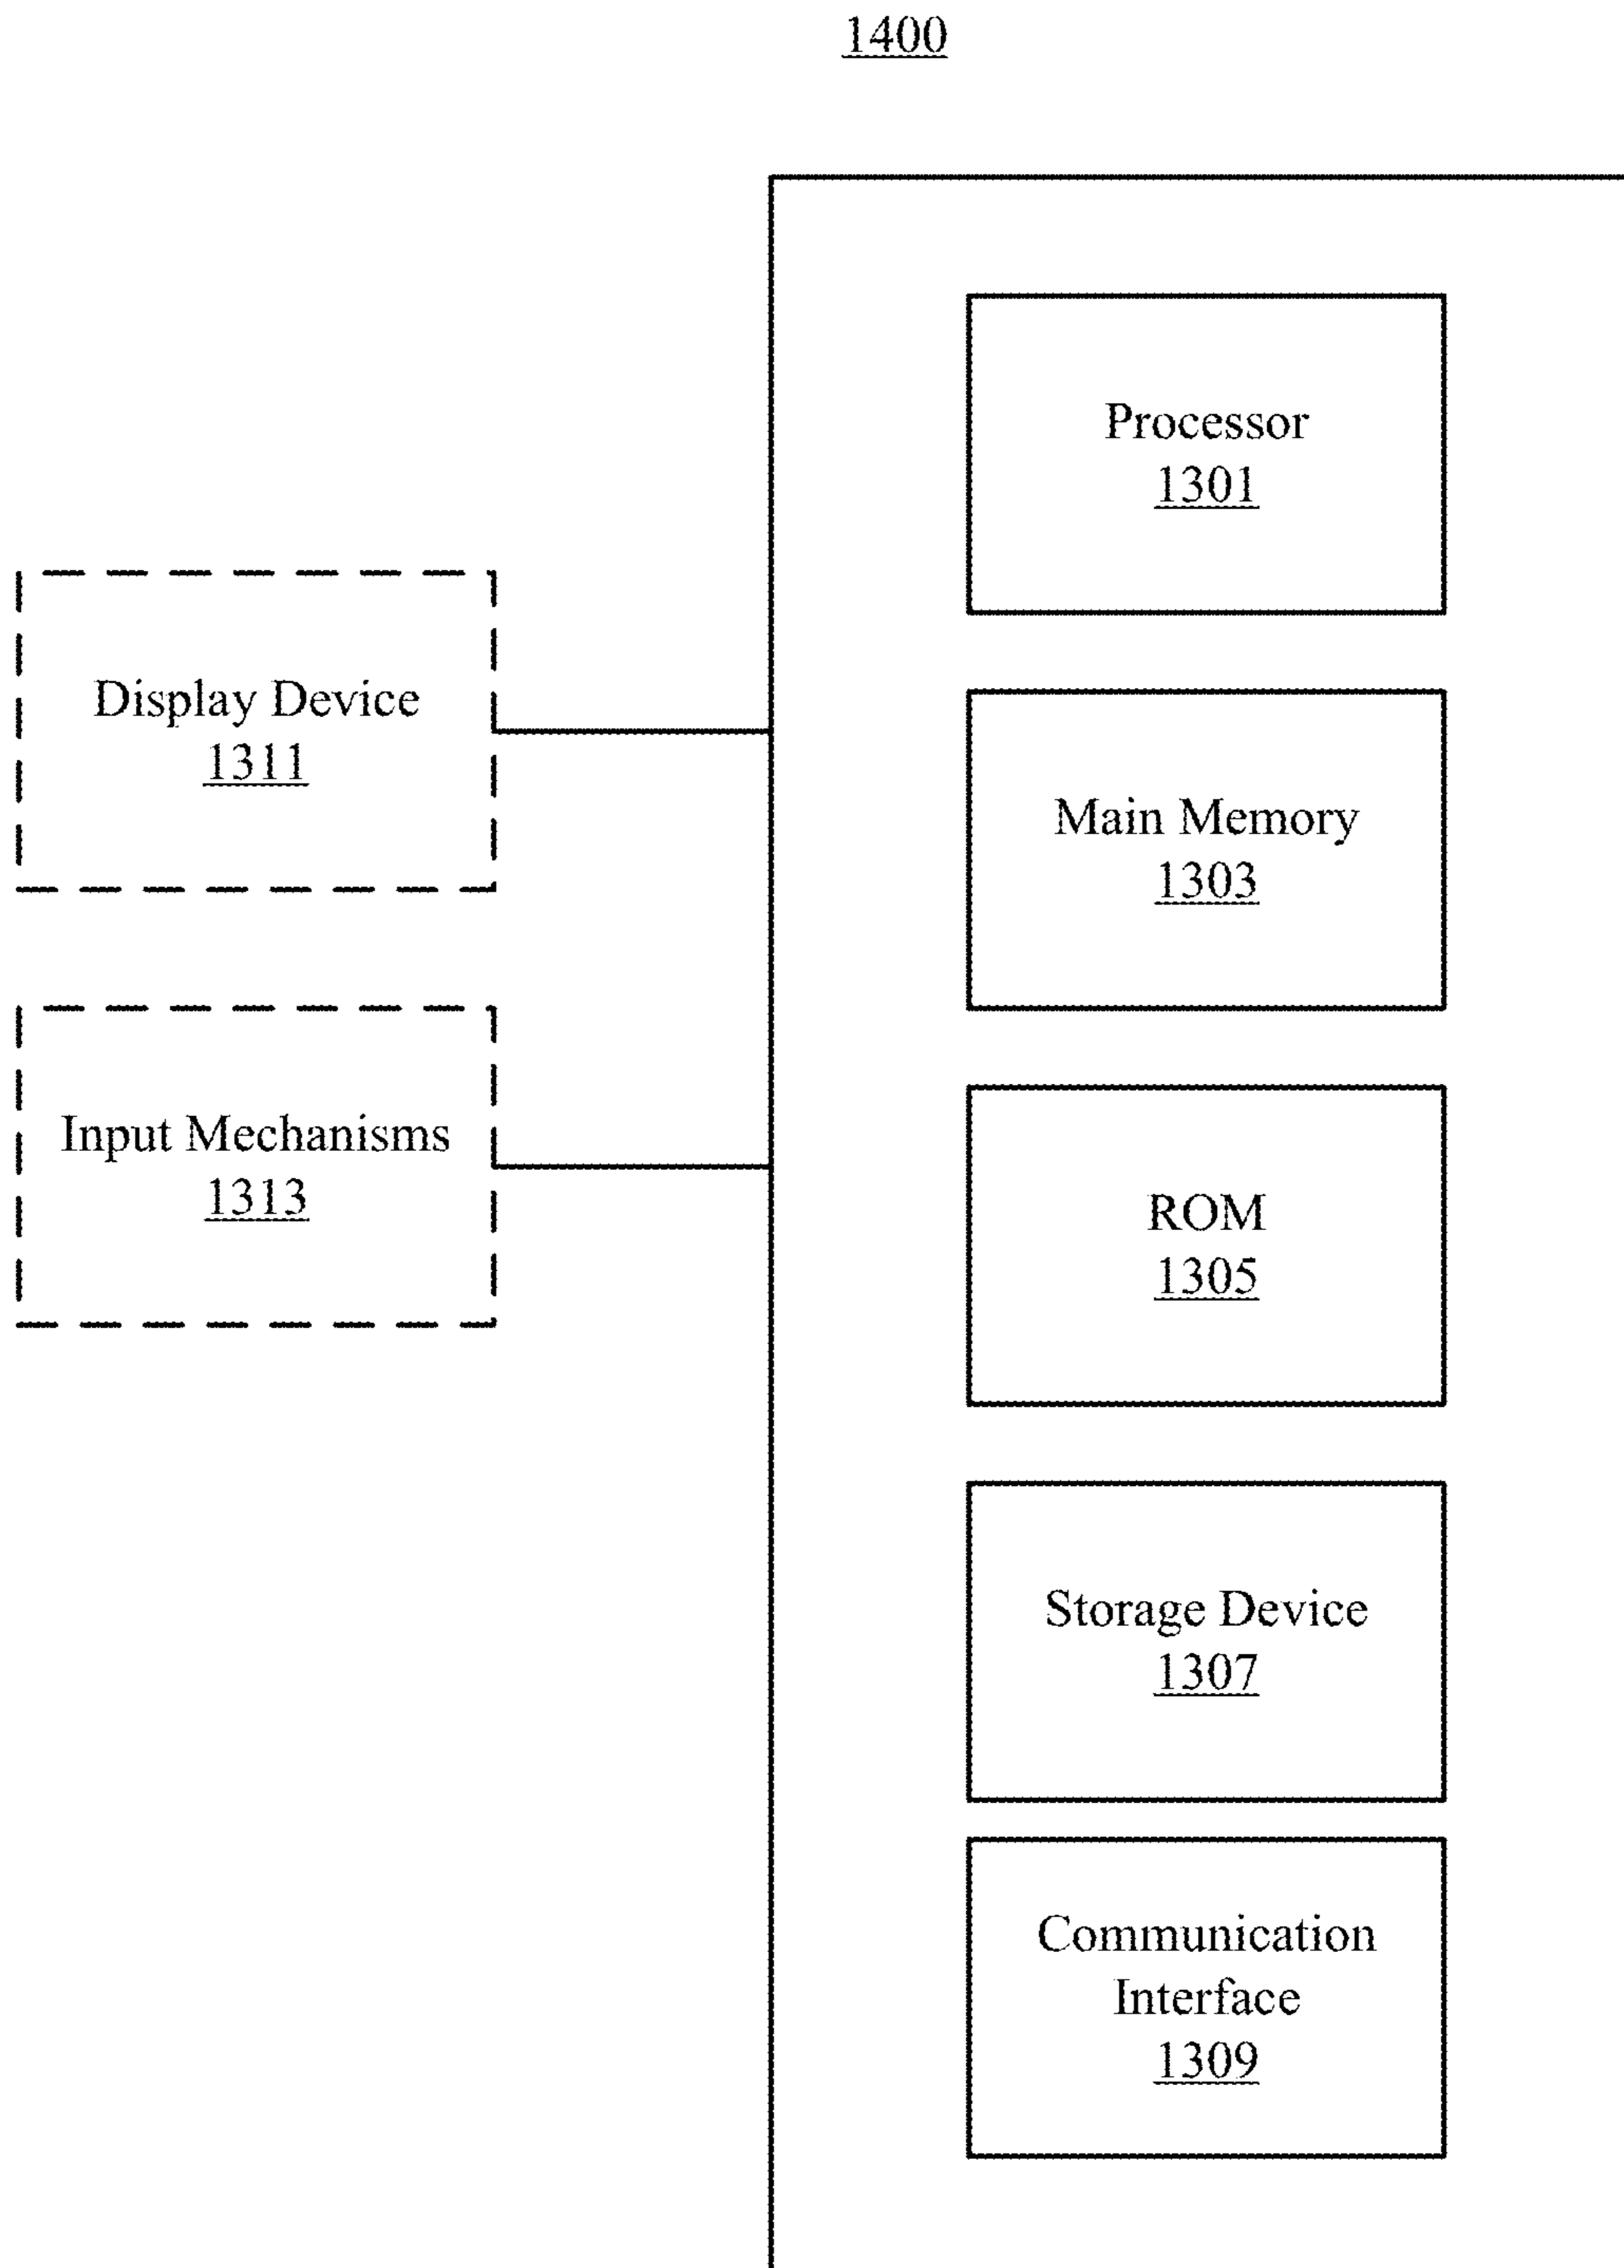 1400
Processor
1301
Display Device
1311
Main Memory
1303
Input Mechanisms
1313
ROM
1305
Storage Device
1307
Communication
Interface
1309